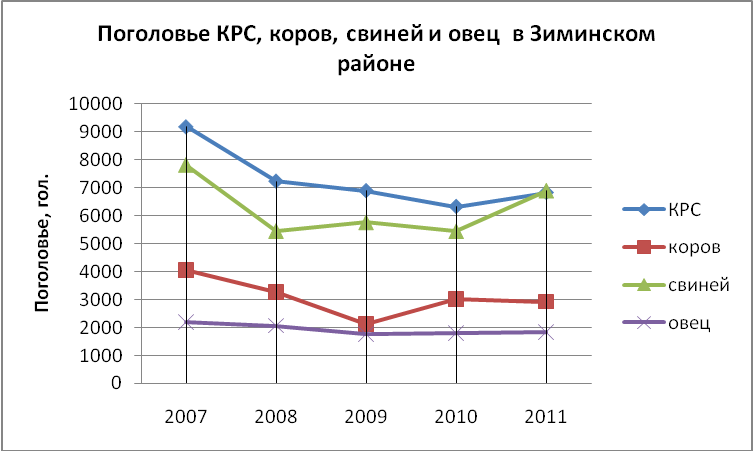 Поголовье КРС, коров, свиней и овец  в Зиминском
районе
Поголовье, гол.
10000
9000
8000
7000
6000
5000
4000
3000
2000
1000
0
2007 2008 2009 2010 2011
КРС
коров
свиней
овец